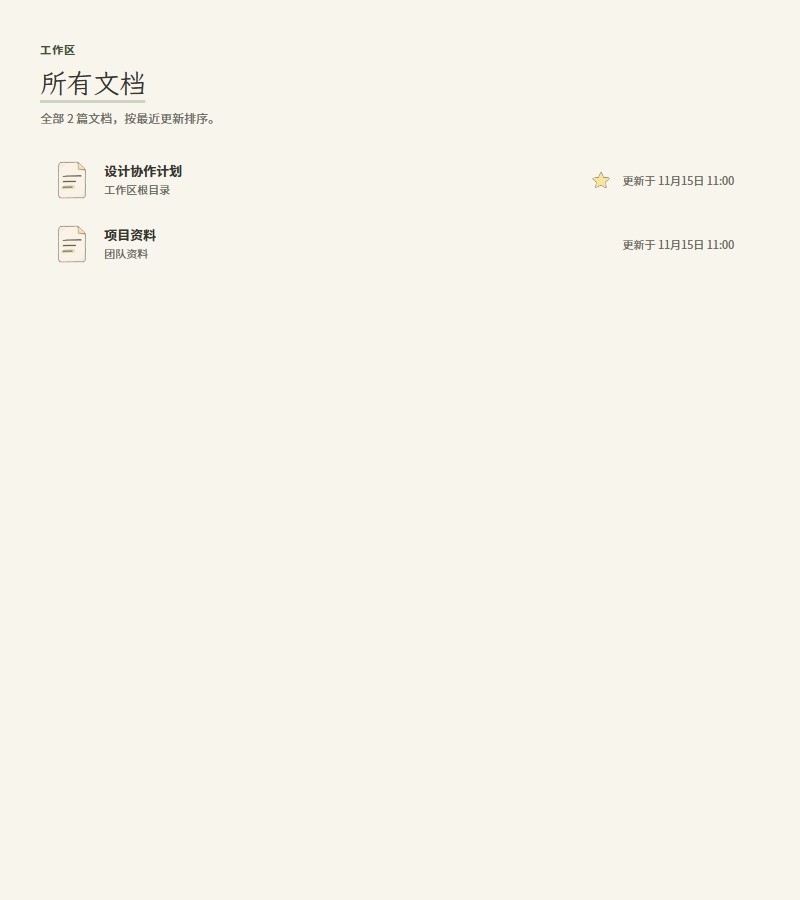 工作区
所有文档
全部 2 篇文档，按最近更新排序。
设计协作计划
工作区根目录
更新于 11月15日 11:00
项目资料
团队资料
更新于 11月15日 11:00